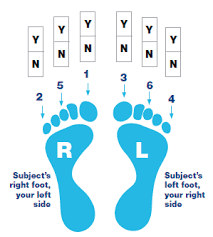 Y Y Y Y Y Y
N N N N N N
2 5 1 3 6 4
R L
Subject's
right foot,
your left
side
Subject's
left foot,
your right
side